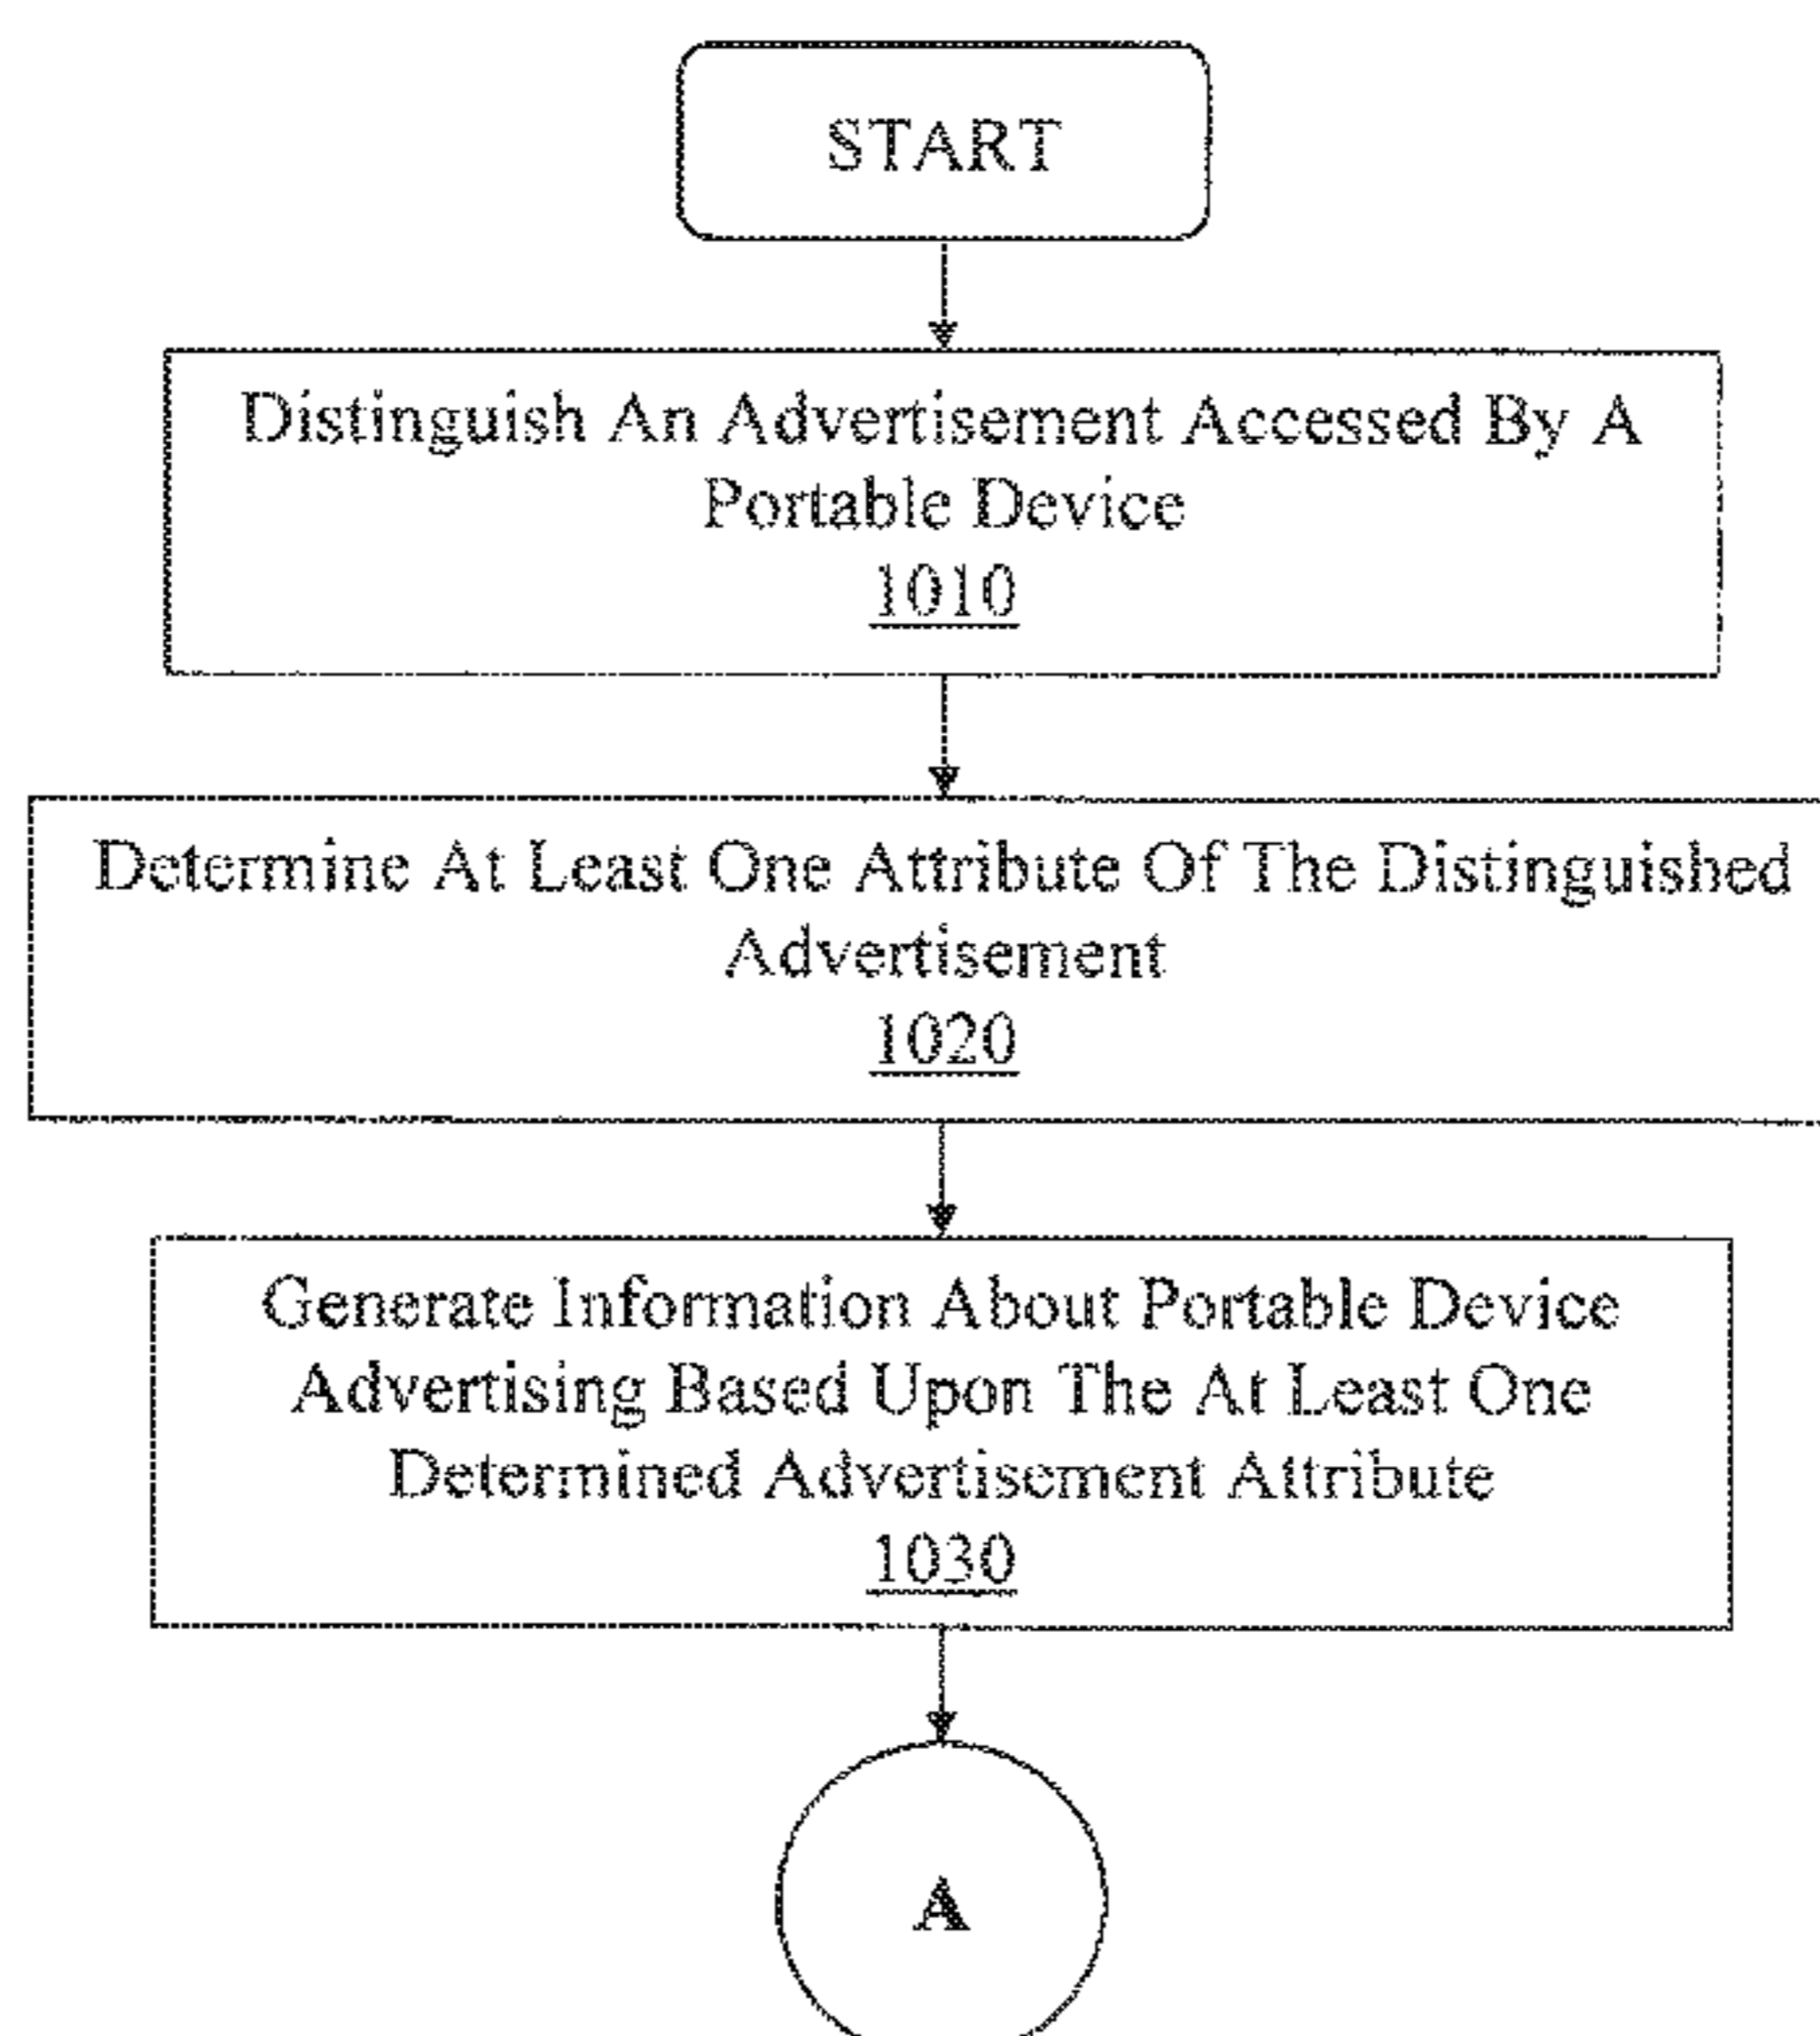 START
Distinguish An Advertisement Accessed By A
Portable Device
1010
Determine At Least One Attribute Of The Distinguished
Advertisement
1020
Generate Information About Portable Device
Advertising Based Upon The At Least One
Determined Advertisement Attribute
1030
A